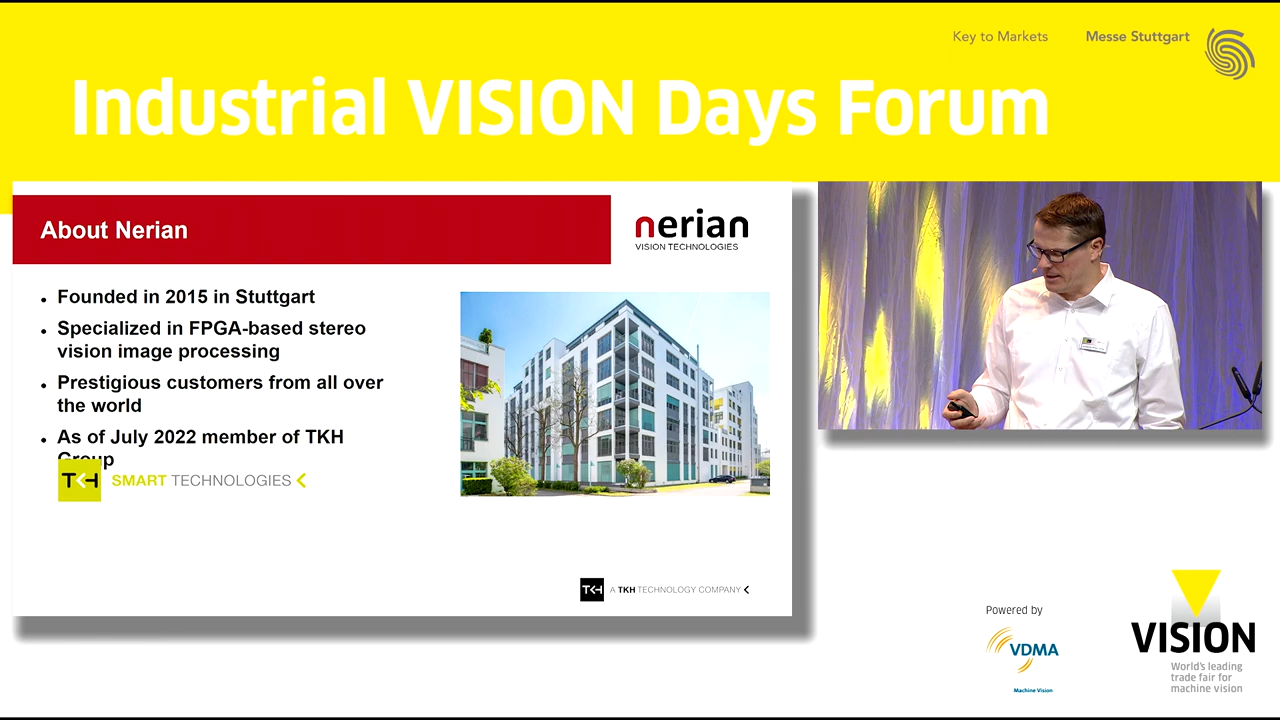 Key to Markets
Messe Stuttgart
Industrial VISION Days Forum
About Nerian
nerian
VISION TECHNOLOGIES
Founded in 2015 in Stuttgart
Specialized in FPGA-based stereo
vision image processing
Prestigious customers from all over
the world
As of July 2022 member of TKH
Group
TKH SMART TECHNOLOGIES
TKH A TKH TECHNOLOGY COMPANY
Powered by
VDMA
Machine Vision
VISION
World's leading
trade fair for
machine vision